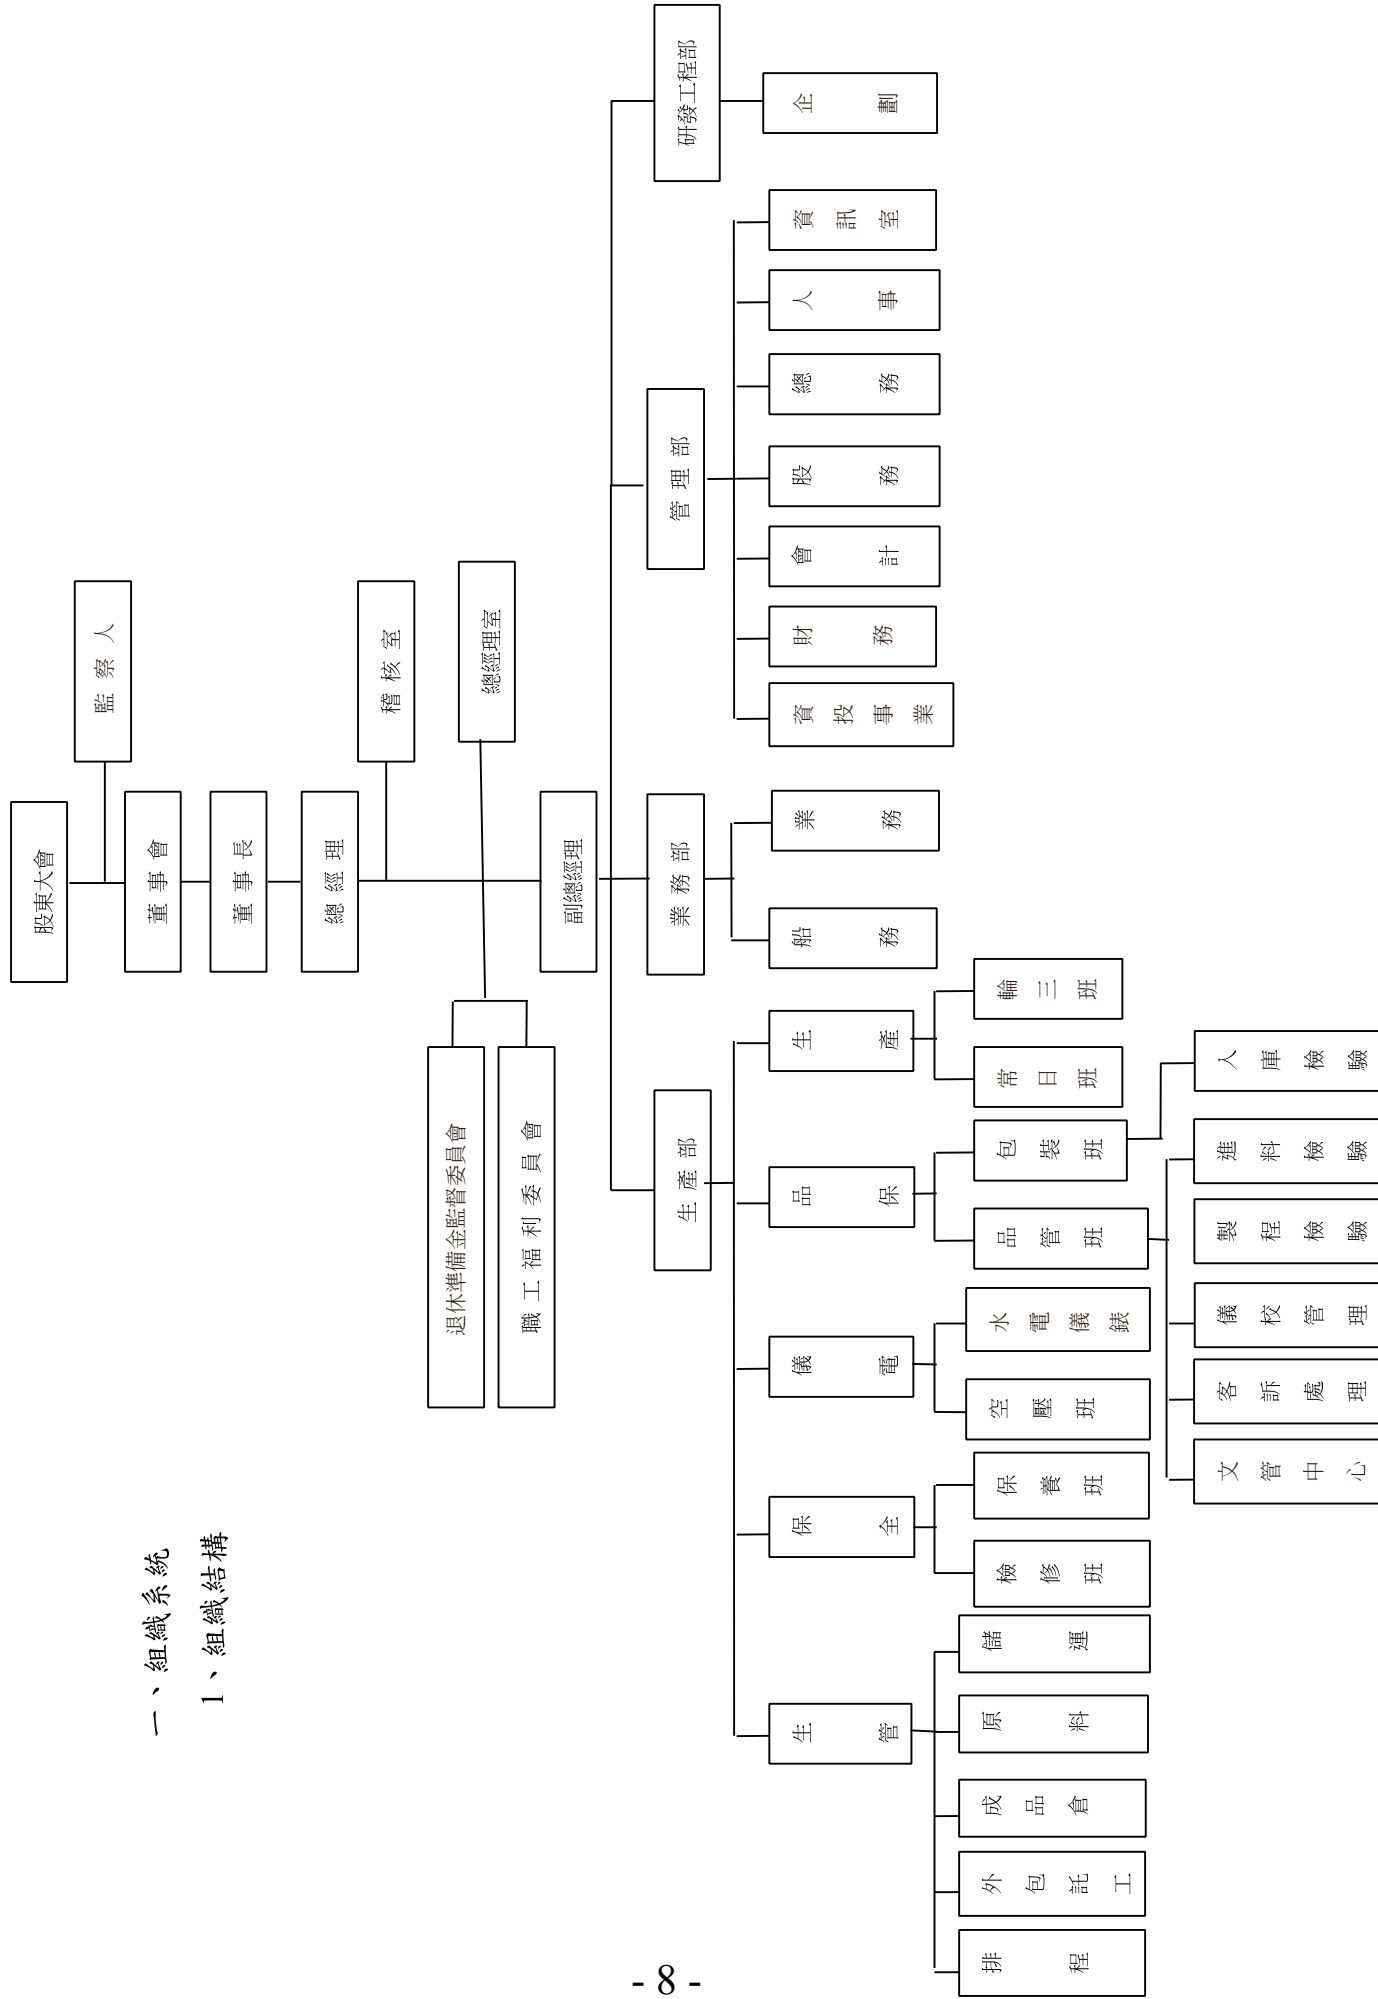 一、組織系統
1、組織結構
股東大會
監 察 人
董 事 會
董 事 長
總 經 理
稽 核 室
總經理室
退休準備金監督委員會
職 工 福 利 委 員 會
副總經理
生 產 部
業 務 部
管 理 部
研發工程部
生 管
保 全
儀 電
品 保
生 產
船 務
業 務
資 投 事 業
財 務
會 計
股 務
總 務
人 事
資 訊 室
企 劃
排 程
外 包 託 工
成 品 倉
原 料
儲 運
檢 修 班
保 養 班
空 壓 班
水 電 儀 錶
品 管 班
包 裝 班
常 日 班
輪 三 班
文 管 中 心
客 訴 處 理
儀 校 管 理
製 程 檢 驗
進 料 檢 驗
入 庫 檢 驗
- 8 -